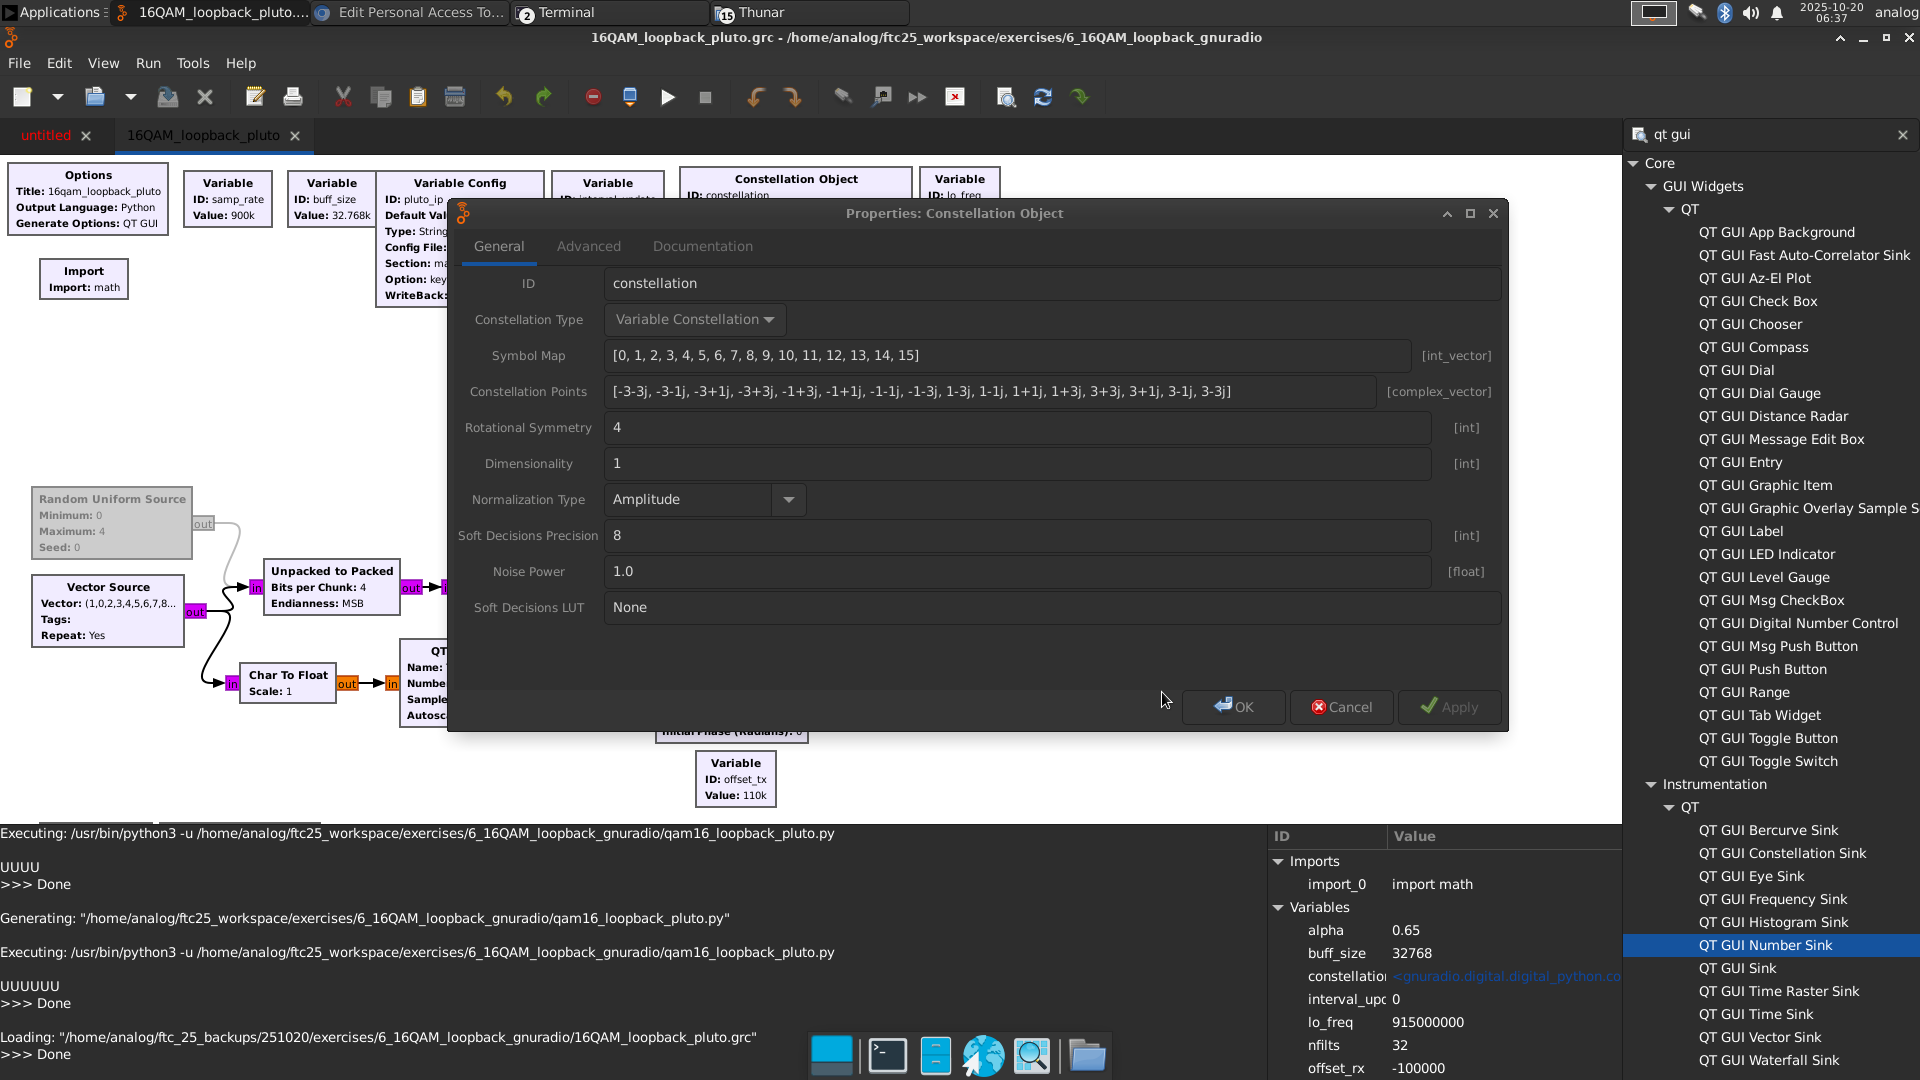 Applications
16QAM_loopback_pluto....
Edit Personal Access To...
2 Terminal
15 Thunar
2025-10-20
06:37
analog
16QAM_loopback_pluto.grc - /home/analog/ftc25_workspace/exercises/6_16QAM_loopback_gnuradio
File Edit View Run Tools Help
untitled
16QAM_loopback_pluto
qt gui
Options
Title: 16qam_loopback_pluto
Output Language: Python
Generate Options: QT GUI
Variable
ID: samp_rate
Value: 900k
Variable
ID: buff_size
Value: 32.768k
Variable Config
ID: pluto_ip
Default Val
Type: String
Config File:
Section: ma
Option: key
WriteBack:
Variable
Constellation Object
ID: constellation
Variable
ID: lo_freq
Import
Import: math
Random Uniform Source
Minimum: 0
Maximum: 4
Seed: 0
out
Vector Source
Vector: (1,0,2,3,4,5,6,7,8...
Tags:
Repeat: Yes
out
in
Unpacked to Packed
Bits per Chunk: 4
Endianness: MSB
out
in
Char To Float
Scale: 1
out
in
QT
Name:
Numbe
Sample
Autosca
Initial Phase (Radians): 0
Variable
ID: offset_tx
Value: 110k
Properties: Constellation Object
General
Advanced
Documentation
ID constellation
Constellation Type Variable Constellation
Symbol Map [0, 1, 2, 3, 4, 5, 6, 7, 8, 9, 10, 11, 12, 13, 14, 15] [int_vector]
Constellation Points [-3-3j, -3-1j, -3+1j, -3+3j, -1+3j, -1+1j, -1-1j, -1-3j, 1-3j, 1-1j, 1+1j, 1+3j, 3+3j, 3+1j, 3-1j, 3-3j] [complex_vector]
Rotational Symmetry 4 [int]
Dimensionality 1 [int]
Normalization Type Amplitude
Soft Decisions Precision 8 [int]
Noise Power 1.0 [float]
Soft Decisions LUT None
OK
Cancel
Apply
Executing: /usr/bin/python3 -u /home/analog/ftc25_workspace/exercises/6_16QAM_loopback_gnuradio/qam16_loopback_pluto.py
UUUU
>>> Done
Generating: "/home/analog/ftc25_workspace/exercises/6_16QAM_loopback_gnuradio/qam16_loopback_pluto.py"
Executing: /usr/bin/python3 -u /home/analog/ftc25_workspace/exercises/6_16QAM_loopback_gnuradio/qam16_loopback_pluto.py
UUUUUU
>>> Done
Loading: "/home/analog/ftc_25_backups/251020/exercises/6_16QAM_loopback_gnuradio/16QAM_loopback_pluto.grc"
>>> Done
ID Value
Imports
import_0 import math
Variables
alpha 0.65
buff_size 32768
constellation <gnuradio.digital.digital_python.co
interval_upd 0
lo_freq 915000000
nfilts 32
offset_rx -100000
Core
GUI Widgets
QT
QT GUI App Background
QT GUI Fast Auto-Correlator Sink
QT GUI Az-El Plot
QT GUI Check Box
QT GUI Chooser
QT GUI Compass
QT GUI Dial
QT GUI Dial Gauge
QT GUI Distance Radar
QT GUI Message Edit Box
QT GUI Entry
QT GUI Graphic Item
QT GUI Graphic Overlay Sample S
QT GUI Label
QT GUI LED Indicator
QT GUI Level Gauge
QT GUI Msg CheckBox
QT GUI Digital Number Control
QT GUI Msg Push Button
QT GUI Push Button
QT GUI Range
QT GUI Tab Widget
QT GUI Toggle Button
QT GUI Toggle Switch
Instrumentation
QT
QT GUI Bercurve Sink
QT GUI Constellation Sink
QT GUI Eye Sink
QT GUI Frequency Sink
QT GUI Histogram Sink
QT GUI Number Sink
QT GUI Sink
QT GUI Time Raster Sink
QT GUI Time Sink
QT GUI Vector Sink
QT GUI Waterfall Sink